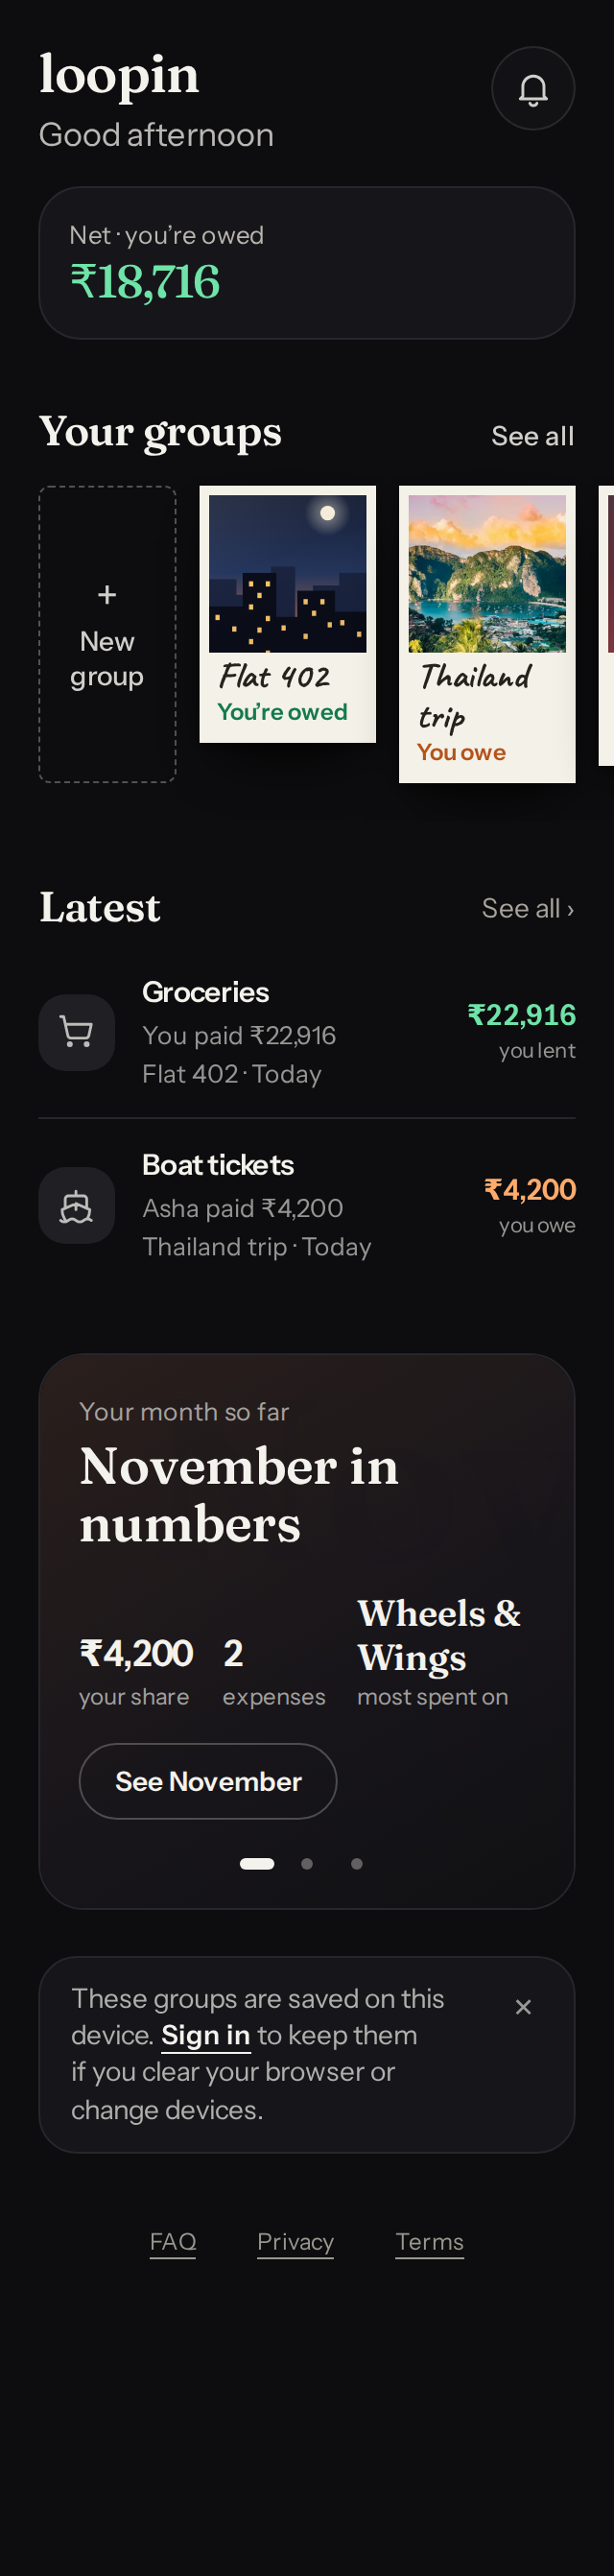 loopin
Good afternoon
Net · you’re owed
₹18,716
Your groups
See all
+
New
group
Flat 402
You’re owed
Thailand
trip
You owe
Latest
See all ›
Groceries
You paid ₹22,916
Flat 402 · Today
₹22,916
you lent
Boat tickets
Asha paid ₹4,200
Thailand trip · Today
₹4,200
you owe
Your month so far
November in
numbers
₹4,200
your share
2
expenses
Wheels &
Wings
most spent on
See November
These groups are saved on this
device. Sign in to keep them
if you clear your browser or
change devices.
×
FAQ
Privacy
Terms